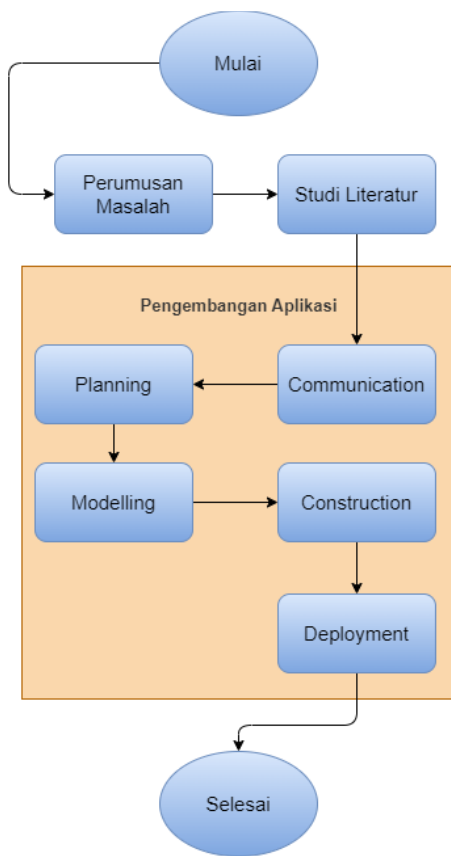 Mulai
Perumusan
Masalah
Studi Literatur
Pengembangan Aplikasi
Communication
Planning
Modelling
Construction
Deployment
Selesai